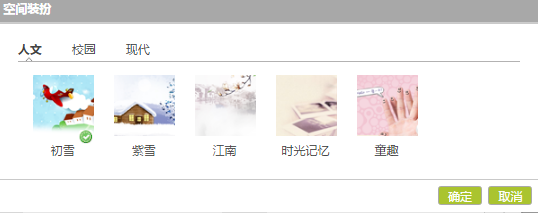 空间装扮
人文 校园 现代
初雪 紫雪 江南 时光记忆 童趣
确定 取消